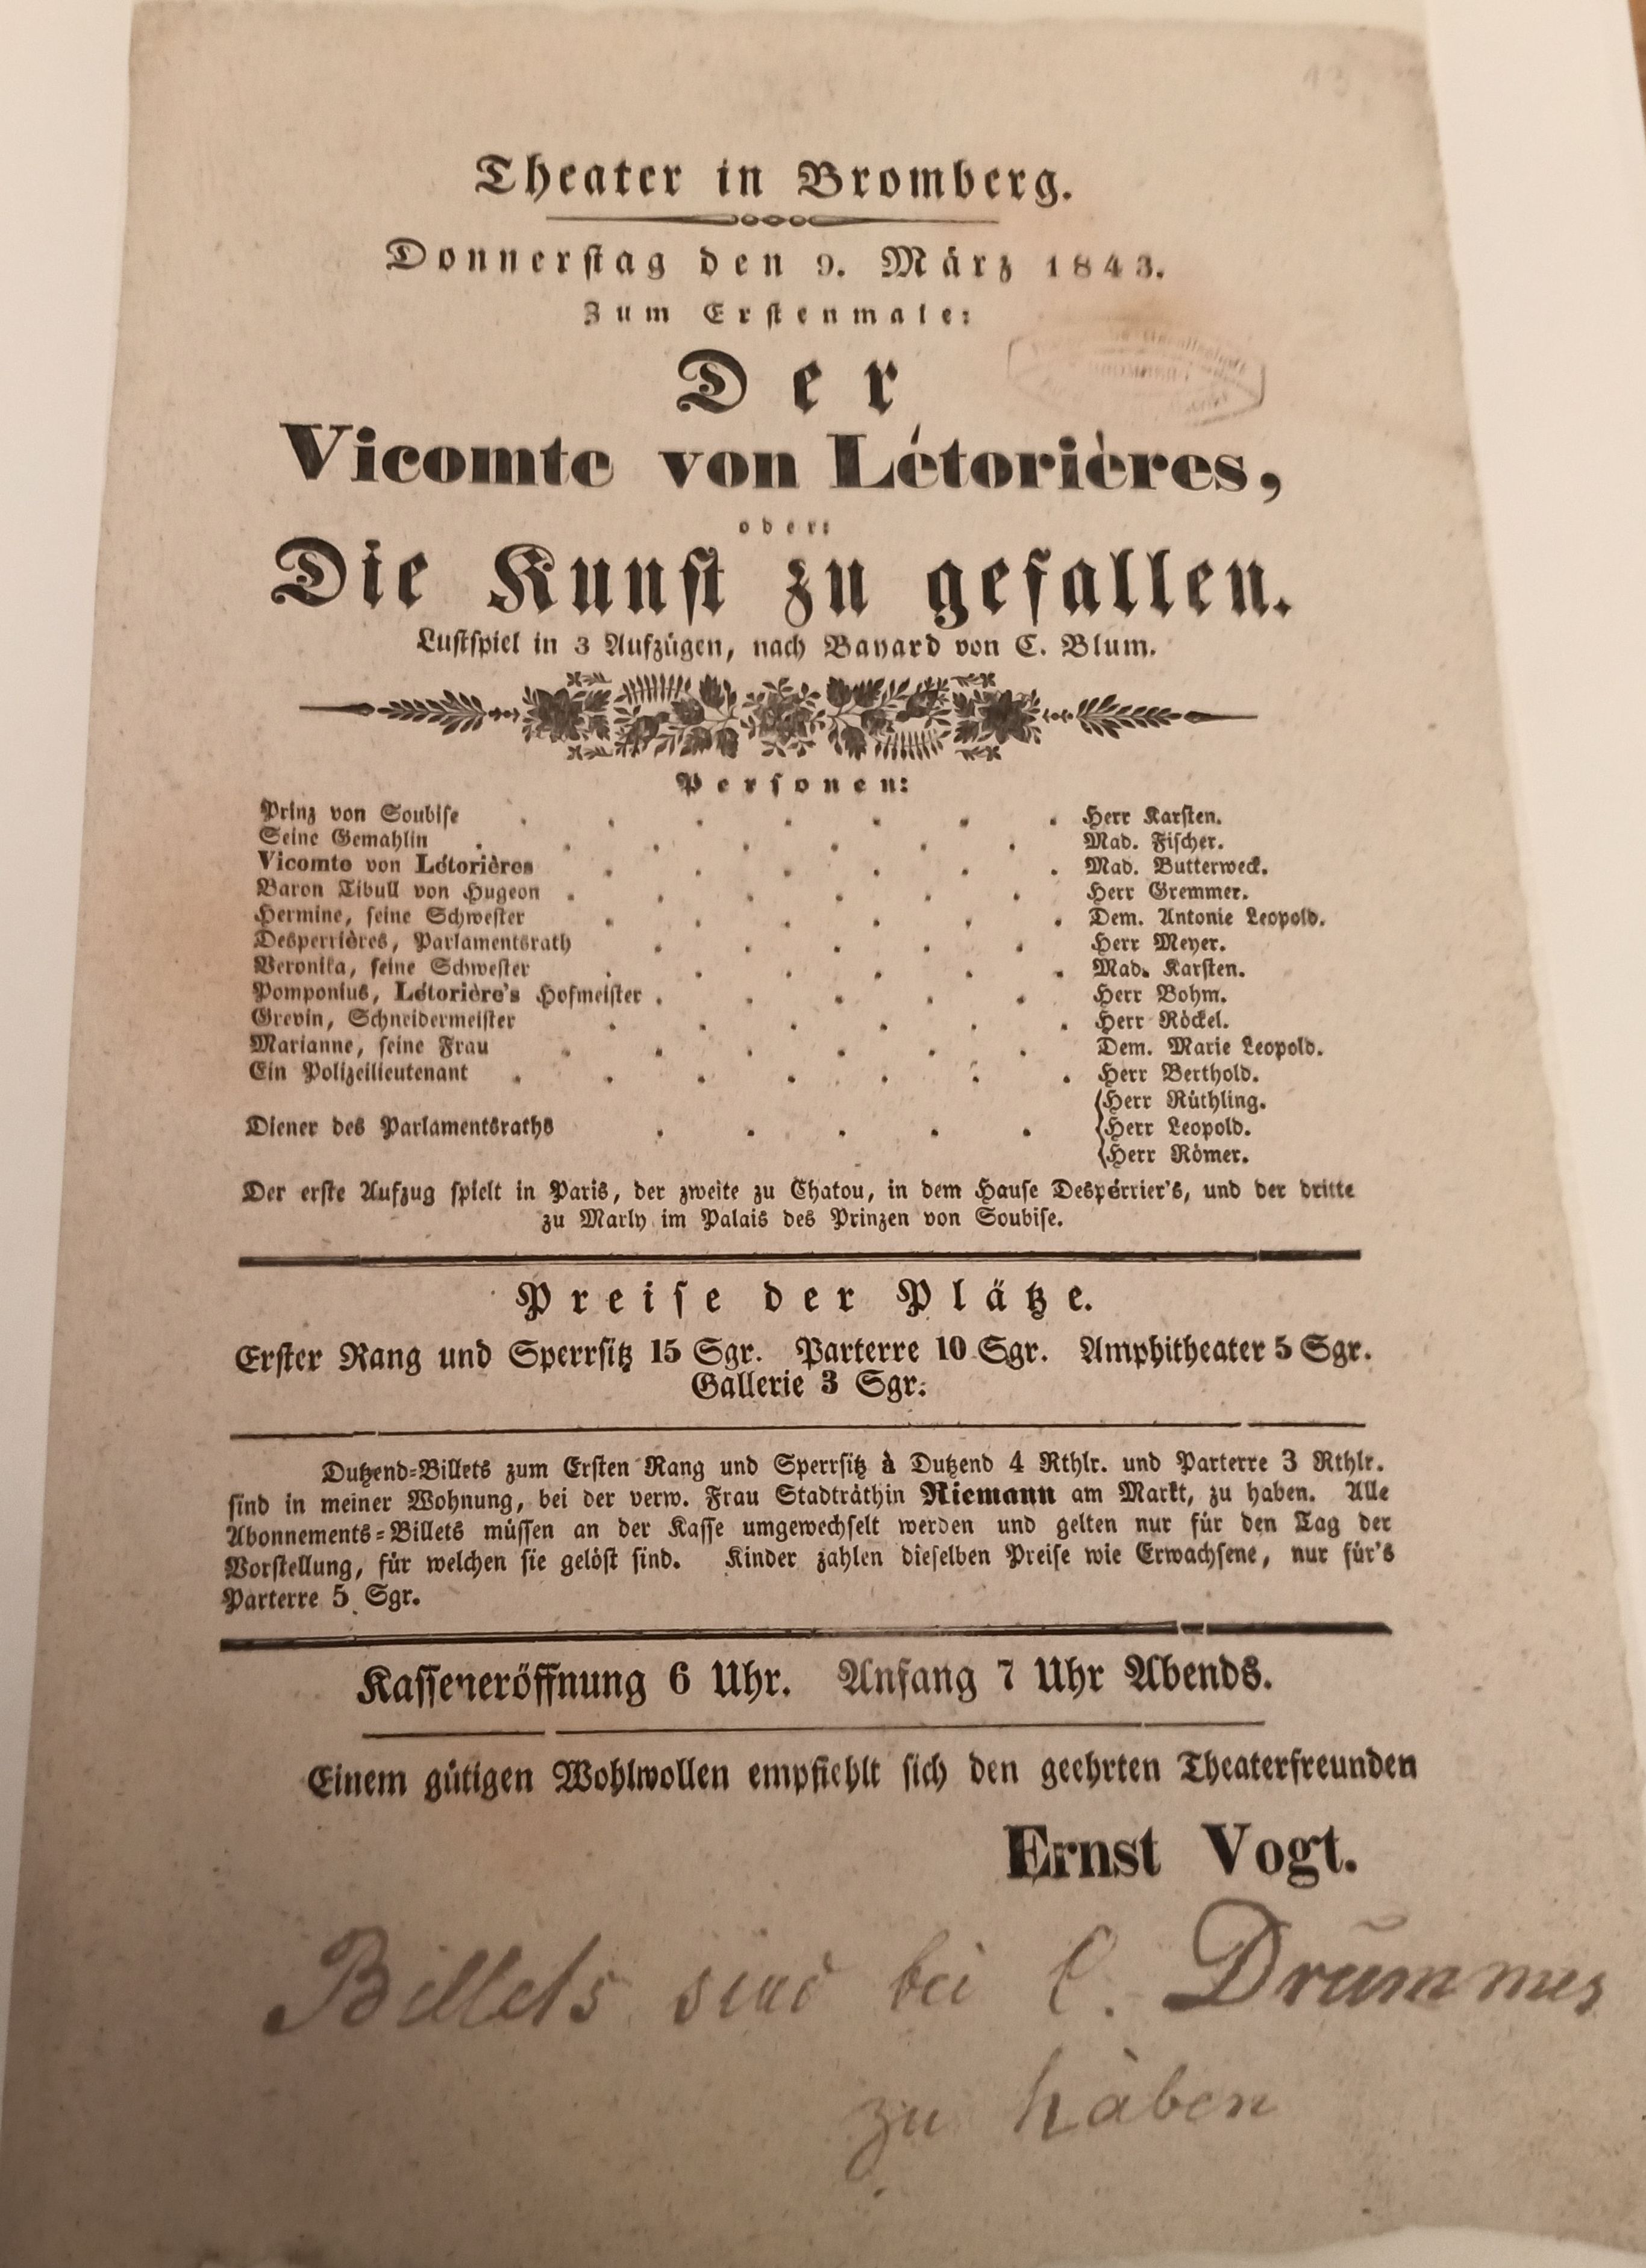 Theater in Bromberg.
Donnerstag den 9. März 1843.
Zum Erstenmale:
Der
Vicomte von Létorières,
oder:
Die Kunst zu gefallen.
Lustspiel in 3 Aufzügen, nach Bayard von C. Blum.
Personen:
Prinz von Soubise . . . . . . . Herr Karsten.
Seine Gemahlin . . . . . . . Mad. Fischer.
Vicomte von Létorières . . . . . . Mad. Butterweck.
Baron Tibull von Hugeon . . . . . . Herr Gremmer.
Hermine, seine Schwester . . . . . . Dem. Antonie Leopold.
Desperrières, Parlamentsrath . . . . . Herr Meyer.
Veronika, seine Schwester . . . . . . Mad. Karsten.
Pomponius, Létorière's Hofmeister . . . . . Herr Bohm.
Grevin, Schneidermeister . . . . . . Herr Röckel.
Marianne, seine Frau . . . . . . Dem. Marie Leopold.
Ein Polizeilieutenant . . . . . . . Herr Berthold.
Herr Rüthling.
Diener des Parlamentsraths . . . . . Herr Leopold.
Herr Römer.
Der erste Aufzug spielt in Paris, der zweite zu Chatou, in dem Hause Despérrier's, und der dritte
zu Marly im Palais des Prinzen von Soubise.
Preise der Plätze.
Erster Rang und Sperrsitz 15 Sgr. Parterre 10 Sgr. Amphitheater 5 Sgr.
Gallerie 3 Sgr.
Dutzend-Billets zum Ersten Rang und Sperrsitz à Dutzend 4 Rthlr. und Parterre 3 Rthlr.
sind in meiner Wohnung, bei der verw. Frau Stadträthin Niemann am Markt, zu haben. Alle
Abonnements-Billets müssen an der Kasse umgewechselt werden und gelten nur für den Tag der
Vorstellung, für welchen sie gelöst sind. Kinder zahlen dieselben Preise wie Erwachsene, nur für's
Parterre 5 Sgr.
Kasseneröffnung 6 Uhr. Anfang 7 Uhr Abends.
Einem gütigen Wohlwollen empfiehlt sich den geehrten Theaterfreunden
Ernst Vogt.
Billets sind bei C.
zu haben